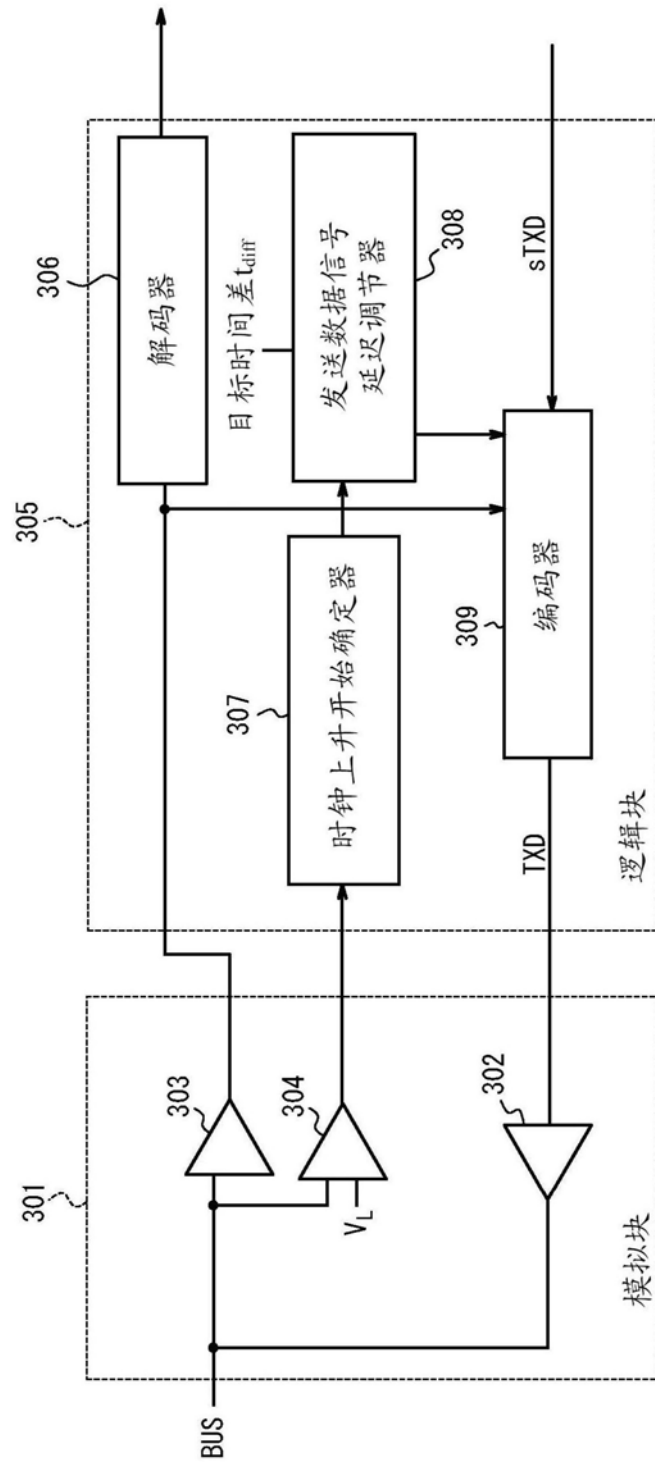 305
306
解码器
目标时间差t_diff
发送数据信号
延迟调节器
308
307
时钟上升开始确定器
sTXD
309
编码器
TXD
逻辑块
301
303
304
V_L
302
BUS
模拟块